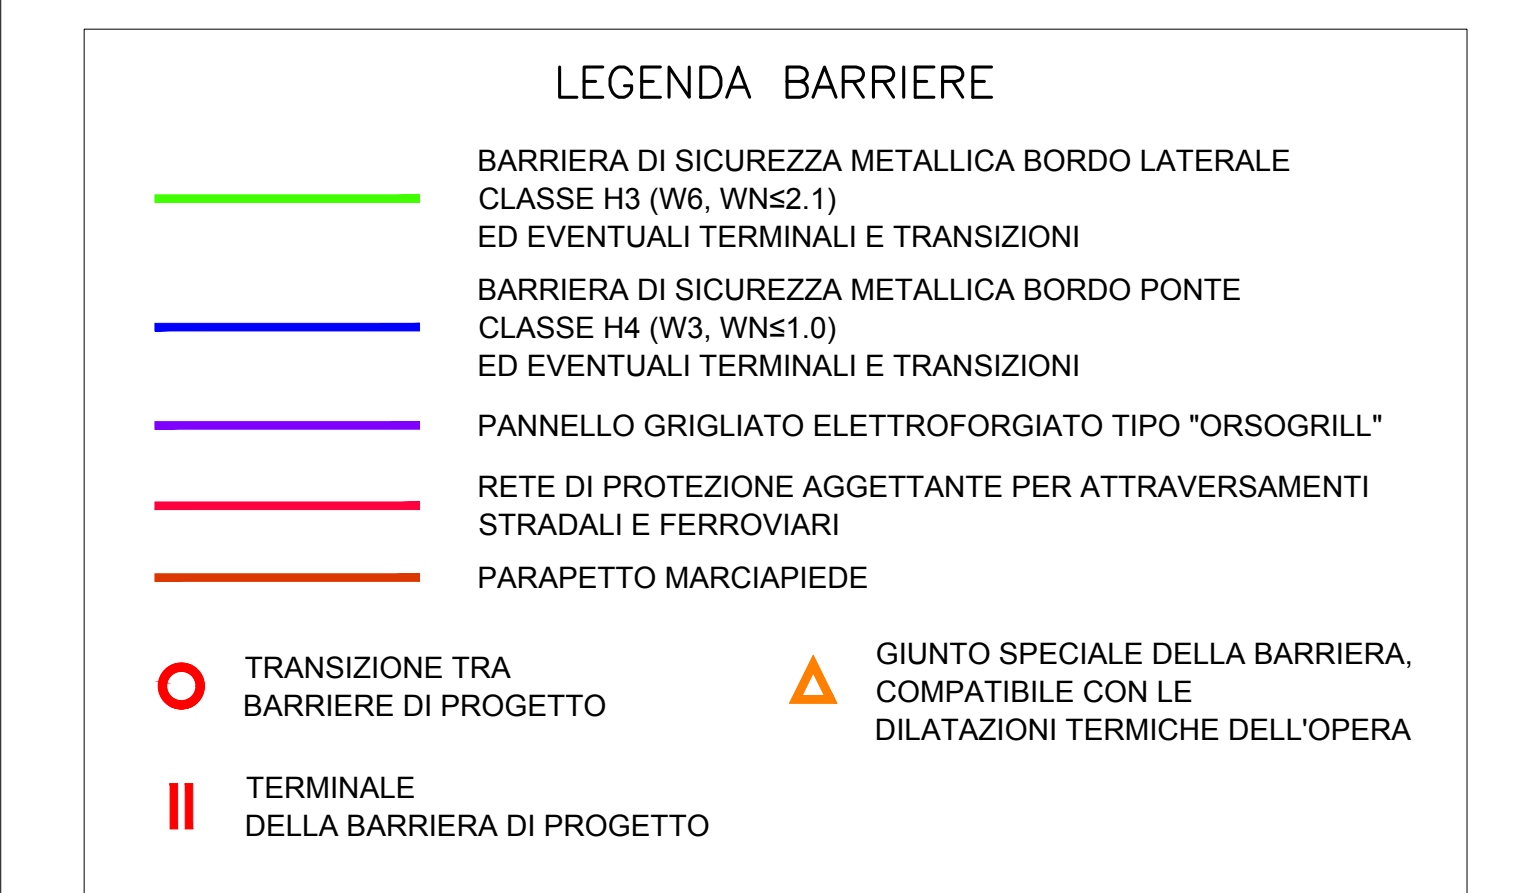 LEGENDA BARRIERE
BARRIERA DI SICUREZZA METALLICA BORDO LATERALE
CLASSE H3 (W6, WN≤2.1)
ED EVENTUALI TERMINALI E TRANSIZIONI
BARRIERA DI SICUREZZA METALLICA BORDO PONTE
CLASSE H4 (W3, WN≤1.0)
ED EVENTUALI TERMINALI E TRANSIZIONI
PANNELLO GRIGLIATO ELETTROFORGIATO TIPO "ORSOGRILL"
RETE DI PROTEZIONE AGGETTANTE PER ATTRAVERSAMENTI
STRADALI E FERROVIARI
PARAPETTO MARCIAPIEDE
TRANSIZIONE TRA
BARRIERE DI PROGETTO
GIUNTO SPECIALE DELLA BARRIERA,
COMPATIBILE CON LE
DILATAZIONI TERMICHE DELL'OPERA
TERMINALE
DELLA BARRIERA DI PROGETTO